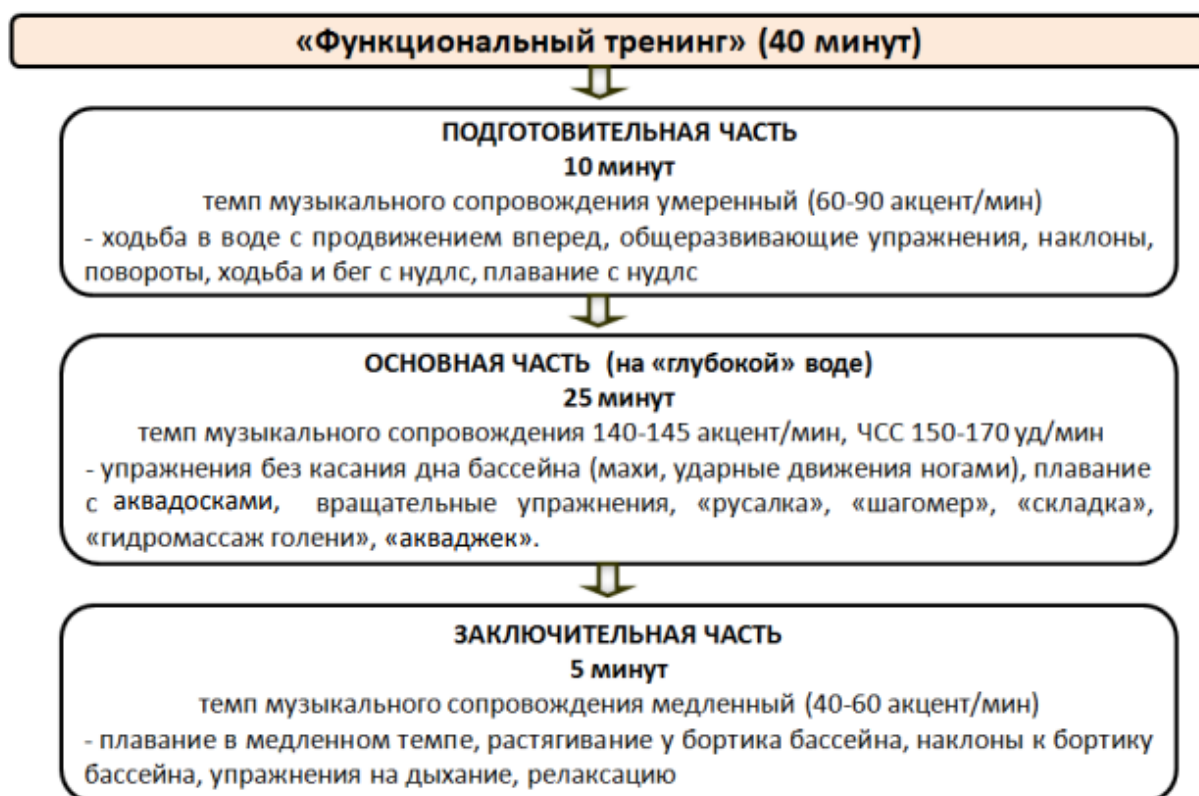 «Функциональный тренинг» (40 минут)
ПОДГОТОВИТЕЛЬНАЯ ЧАСТЬ
10 минут
темп музыкального сопровождения умеренный (60-90 акцент/мин)
- ходьба в воде с продвижением вперед, общеразвивающие упражнения, наклоны,
повороты, ходьба и бег с нудлс, плавание с нудлс
ОСНОВНАЯ ЧАСТЬ (на «глубокой» воде)
25 минут
темп музыкального сопровождения 140-145 акцент/мин, ЧСС 150-170 уд/мин
- упражнения без касания дна бассейна (махи, ударные движения ногами), плавание
с аквадосками, вращательные упражнения, «русалка», «шагомер», «складка»,
«гидромассаж голени», «акваджек».
ЗАКЛЮЧИТЕЛЬНАЯ ЧАСТЬ
5 минут
темп музыкального сопровождения медленный (40-60 акцент/мин)
- плавание в медленном темпе, растягивание у бортика бассейна, наклоны к бортику
бассейна, упражнения на дыхание, релаксацию